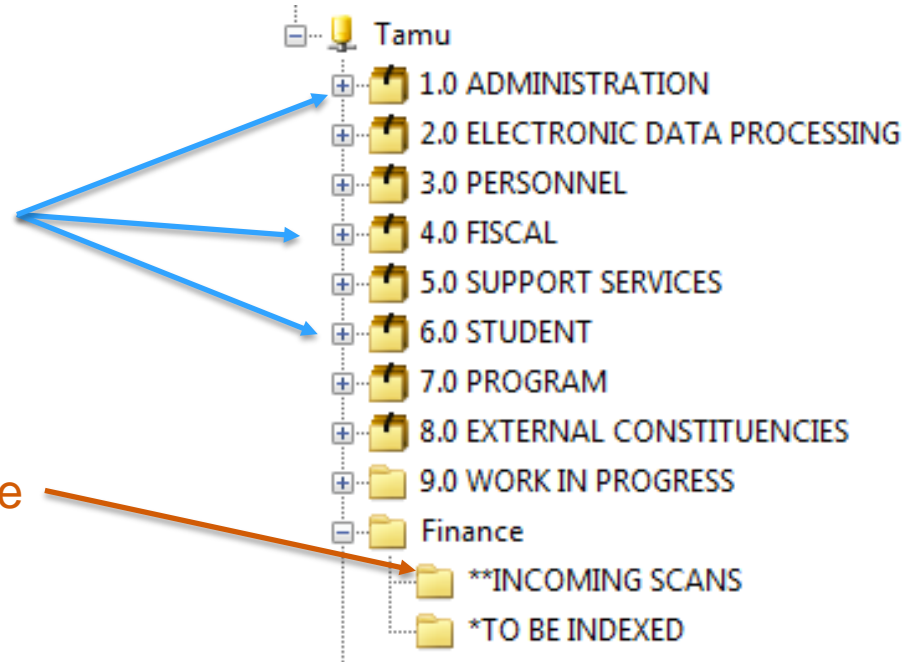 Tamu
1.0 ADMINISTRATION
2.0 ELECTRONIC DATA PROCESSING
3.0 PERSONNEL
4.0 FISCAL
5.0 SUPPORT SERVICES
6.0 STUDENT
7.0 PROGRAM
8.0 EXTERNAL CONSTITUENCIES
e
9.0 WORK IN PROGRESS
Finance
**INCOMING SCANS
*TO BE INDEXED